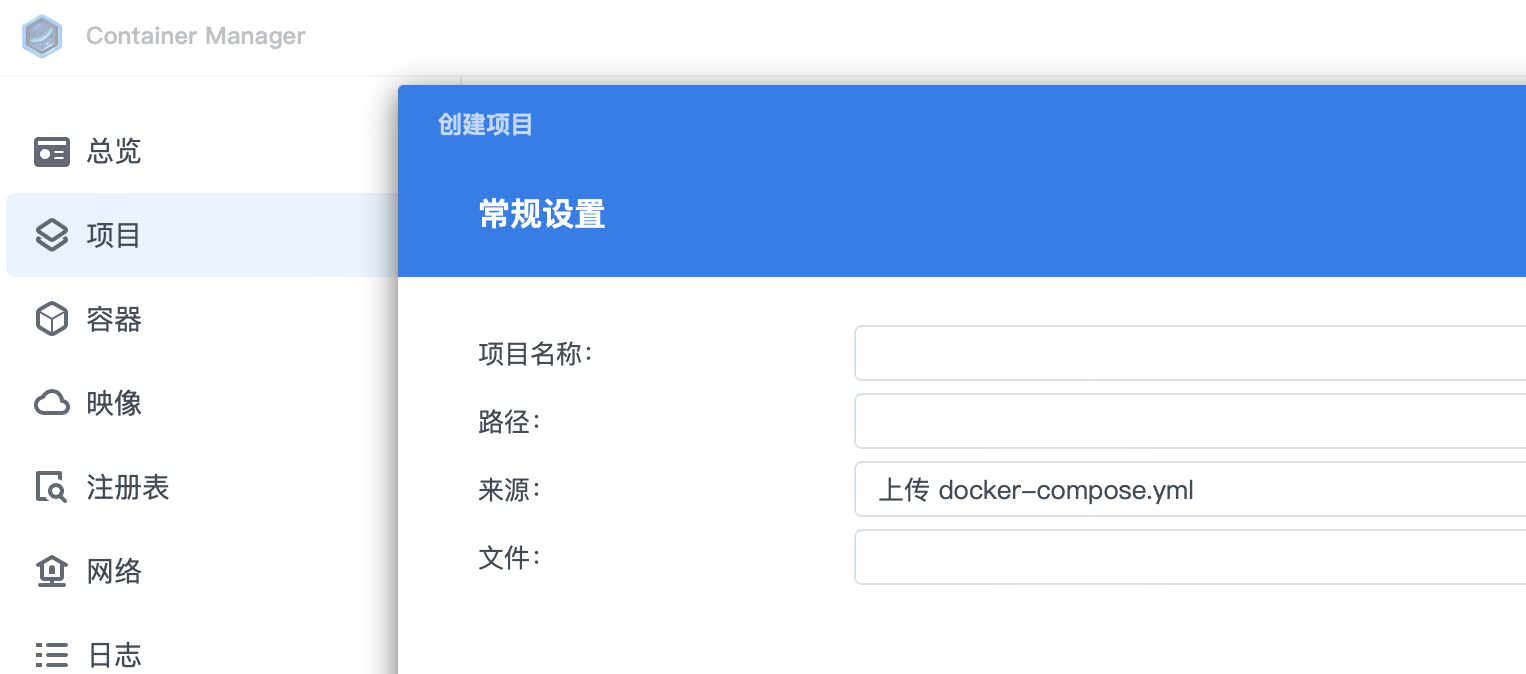 Container Manager
总览
项目
容器
映像
注册表
网络
日志
创建项目
常规设置
项目名称：
路径：
来源： 上传 docker-compose.yml
文件：